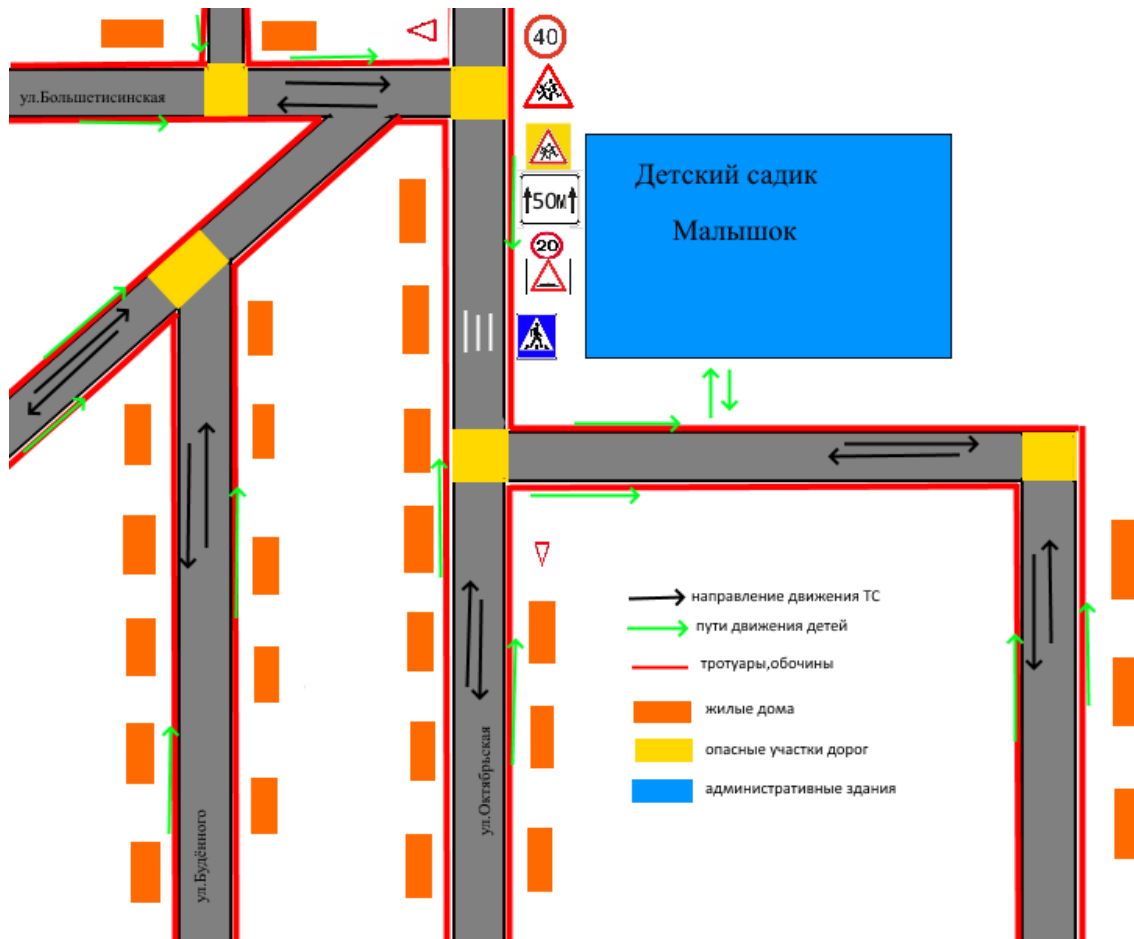 40
ул.Большетисинская
Детский садик
Малышок
50м
20
направление движения ТС
пути движения детей
тротуары,обочины
жилые дома
опасные участки дорог
административные здания
ул.Октябрьская
ул.Будённого